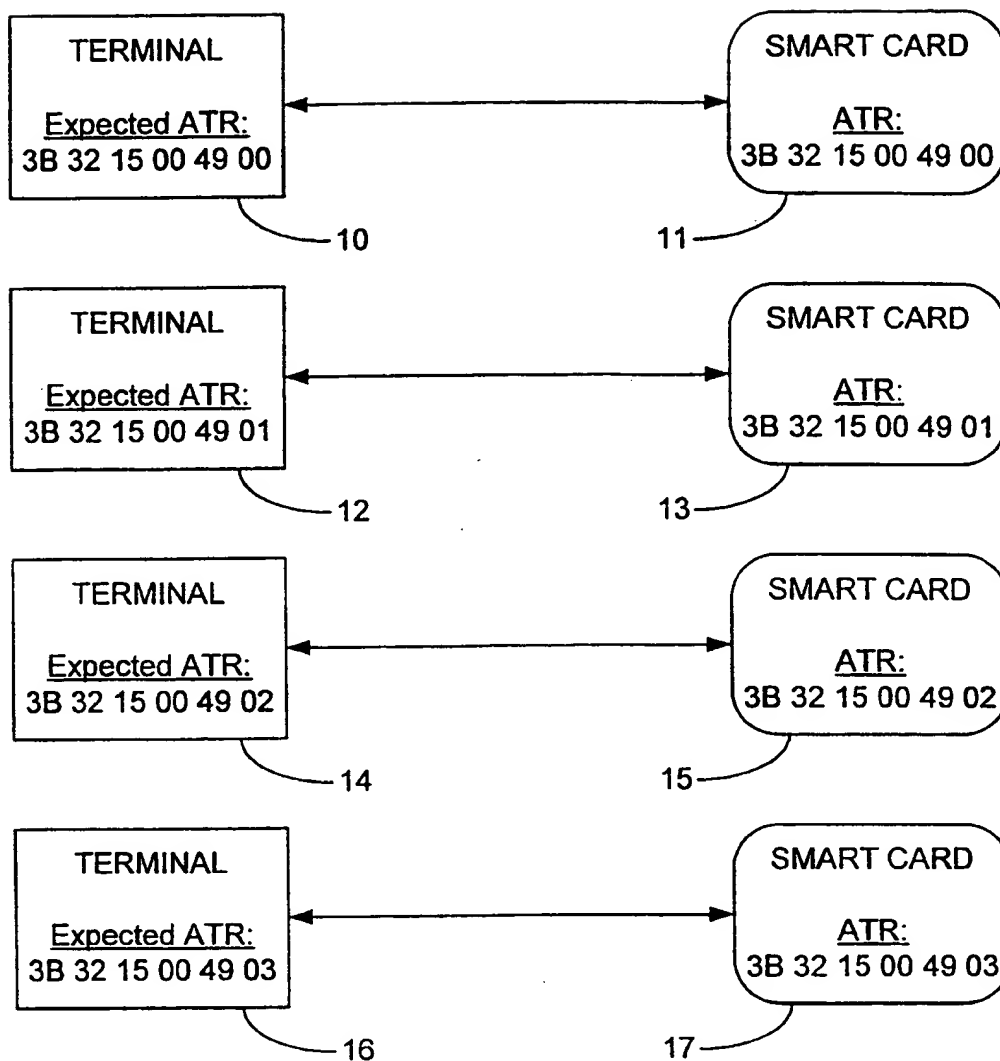 TERMINAL
Expected ATR:
3B 32 15 00 49 00
10
SMART CARD
ATR:
3B 32 15 00 49 00
11
TERMINAL
Expected ATR:
3B 32 15 00 49 01
12
SMART CARD
ATR:
3B 32 15 00 49 01
13
TERMINAL
Expected ATR:
3B 32 15 00 49 02
14
SMART CARD
ATR:
3B 32 15 00 49 02
15
TERMINAL
Expected ATR:
3B 32 15 00 49 03
16
SMART CARD
ATR:
3B 32 15 00 49 03
17